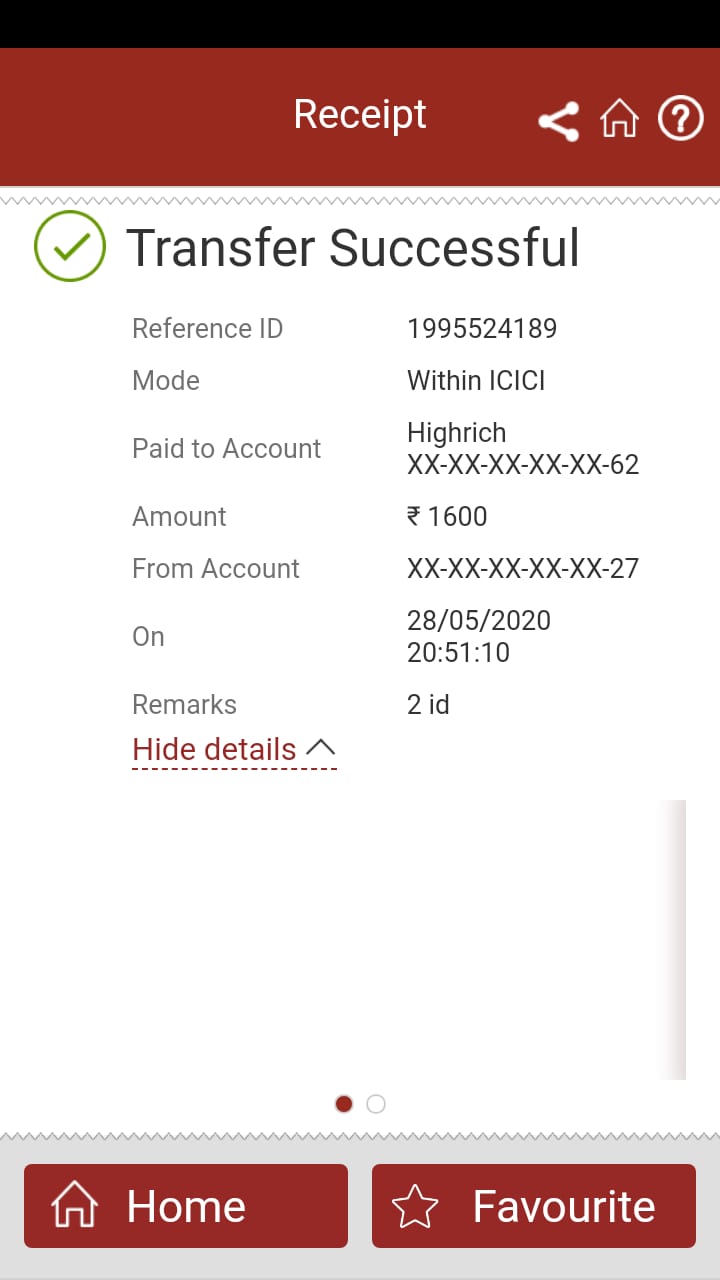 Receipt
Transfer Successful
Reference ID 1995524189
Mode Within ICICI
Paid to Account Highrich
XX-XX-XX-XX-XX-62
Amount ₹ 1600
From Account XX-XX-XX-XX-XX-27
On 28/05/2020
20:51:10
Remarks 2 id
Hide details
Home Favourite